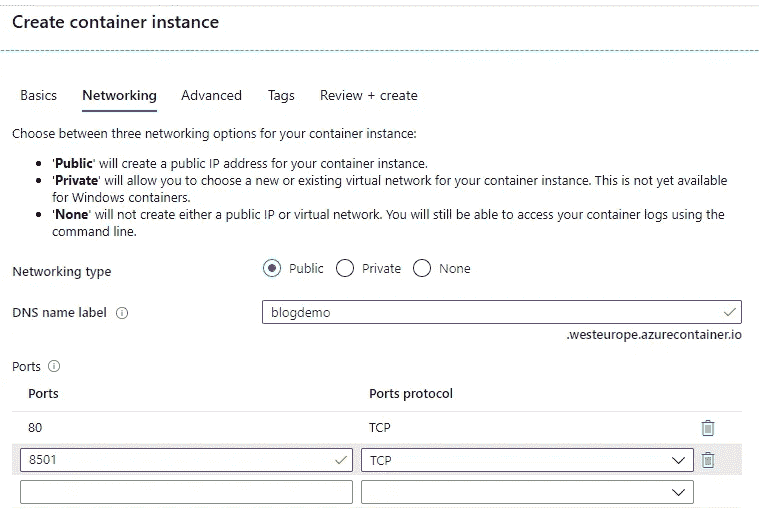 Create container instance
Basics Networking Advanced Tags Review + create
Choose between three networking options for your container instance:
• 'Public' will create a public IP address for your container instance.
• 'Private' will allow you to choose a new or existing virtual network for your container instance. This is not yet available
for Windows containers.
• 'None' will not create either a public IP or virtual network. You will still be able to access your container logs using the
command line.
Networking type Public Private None
DNS name label blogdemo
.westeurope.azurecontainer.io
Ports
Ports Ports protocol
80 TCP
8501 TCP